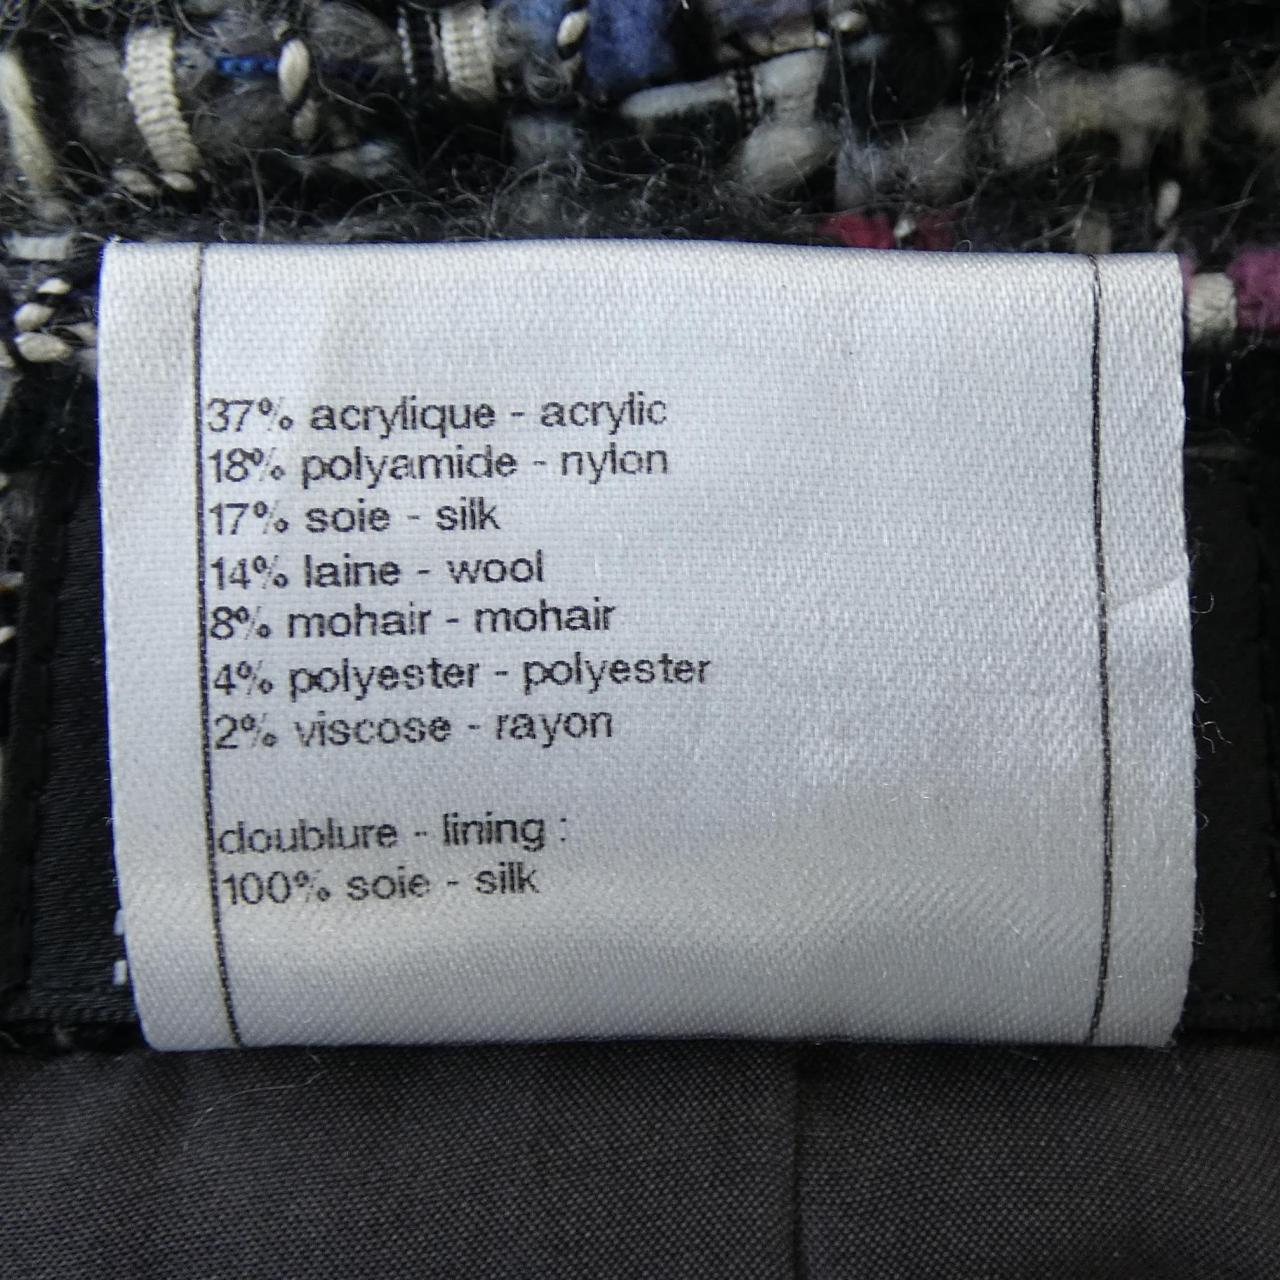 37% acrylique - acrylic
18% polyamide - nylon
17% soie - silk
14% laine - wool
8% mohair - mohair
4% polyester - polyester
2% viscose - rayon
doublure - lining :
100% soie - silk